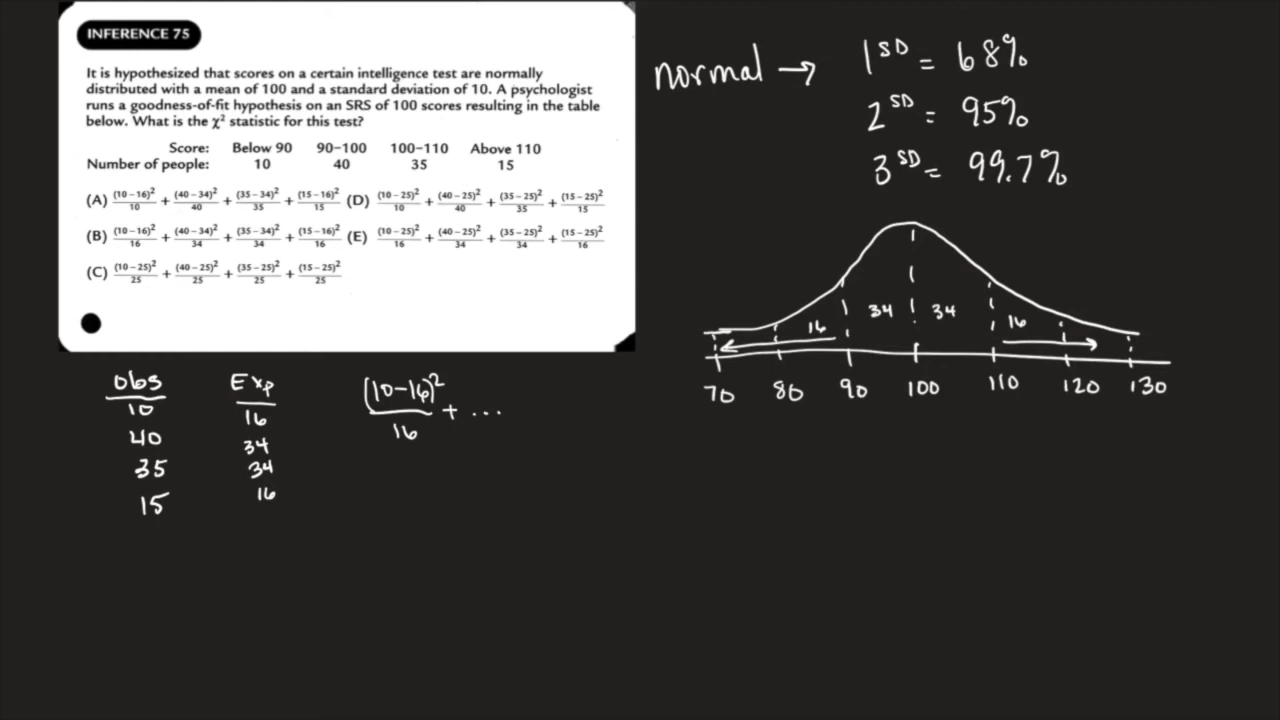 INFERENCE 75
It is hypothesized that scores on a certain intelligence test are normally
distributed with a mean of 100 and a standard deviation of 10. A psychologist
runs a goodness-of-fit hypothesis on an SRS of 100 scores resulting in the table
below. What is the χ² statistic for this test?
Score: Below 90 90–100 100–110 Above 110
Number of people: 10 40 35 15
(A) (10−16)²/10 + (40−34)²/40 + (35−34)²/35 + (15−16)²/15 (D) (10−25)²/10 + (40−25)²/40 + (35−25)²/35 + (15−25)²/15
(B) (10−16)²/16 + (40−34)²/34 + (35−34)²/34 + (15−16)²/16 (E) (10−25)²/16 + (40−25)²/34 + (35−25)²/34 + (15−25)²/16
(C) (10−25)²/25 + (40−25)²/25 + (35−25)²/25 + (15−25)²/25
normal → 1 SD = 68%
2 SD = 95%
3 SD = 99.7%
16 34 34 16
70 80 90 100 110 120 130
Obs Exp
10 16
40 34
35 34
15 16
(10−16)²/16 + ...